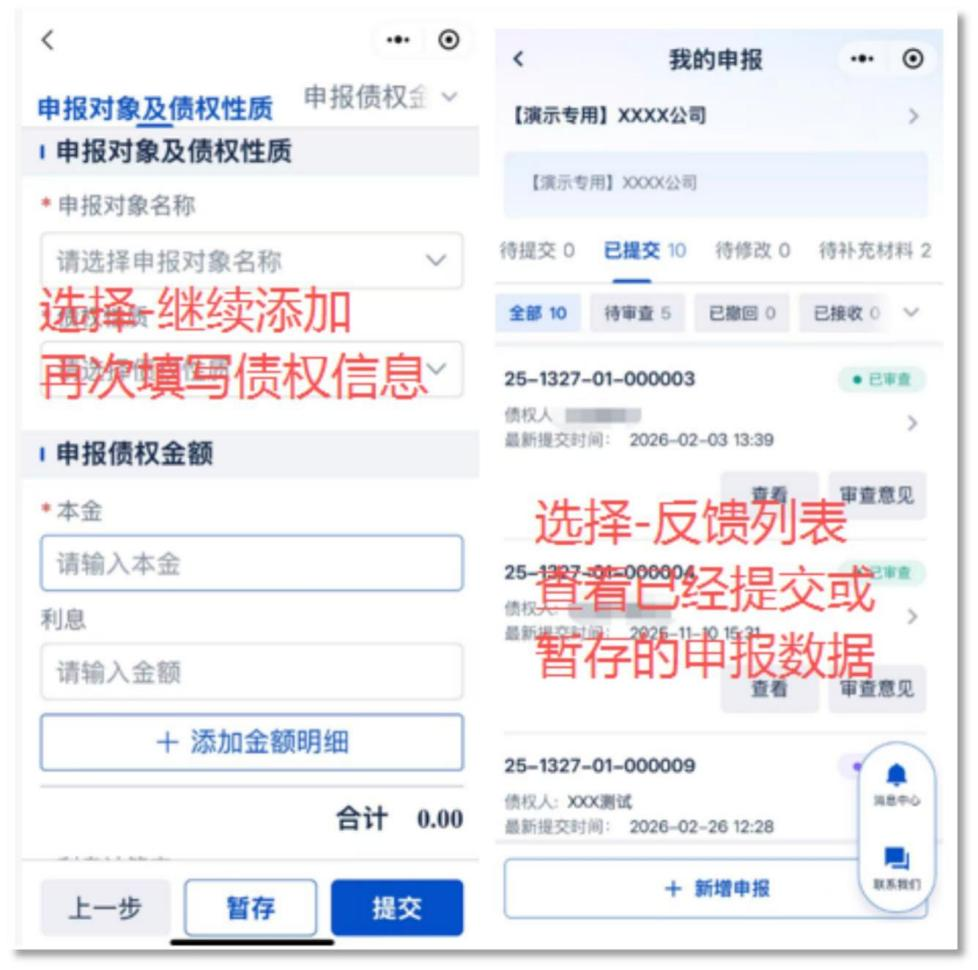 申报对象及债权性质
申报债权金
申报对象及债权性质
* 申报对象名称
请选择申报对象名称
选择-继续添加
再次填写债权信息
申报债权金额
* 本金
请输入本金
利息
请输入金额
+ 添加金额明细
合计 0.00
上一步
暂存
提交
我的申报
【演示专用】XXXX公司
【演示专用】XXXX公司
待提交 0 已提交 10 待修改 0 待补充材料 2
全部 10 待审查 5 已撤回 0 已接收 0
25-1327-01-000003 已审查
债权人
最新提交时间： 2026-02-03 13:39
查看 审查意见
选择-反馈列表
25-1327-01-000004 已审查
查看已经提交或
债权人:
最新提交时间： 2025-11-10 15:31
暂存的申报数据
查看 审查意见
25-1327-01-000009
债权人: XXX测试
最新提交时间： 2026-02-26 12:28
消息中心
联系我们
+ 新增申报